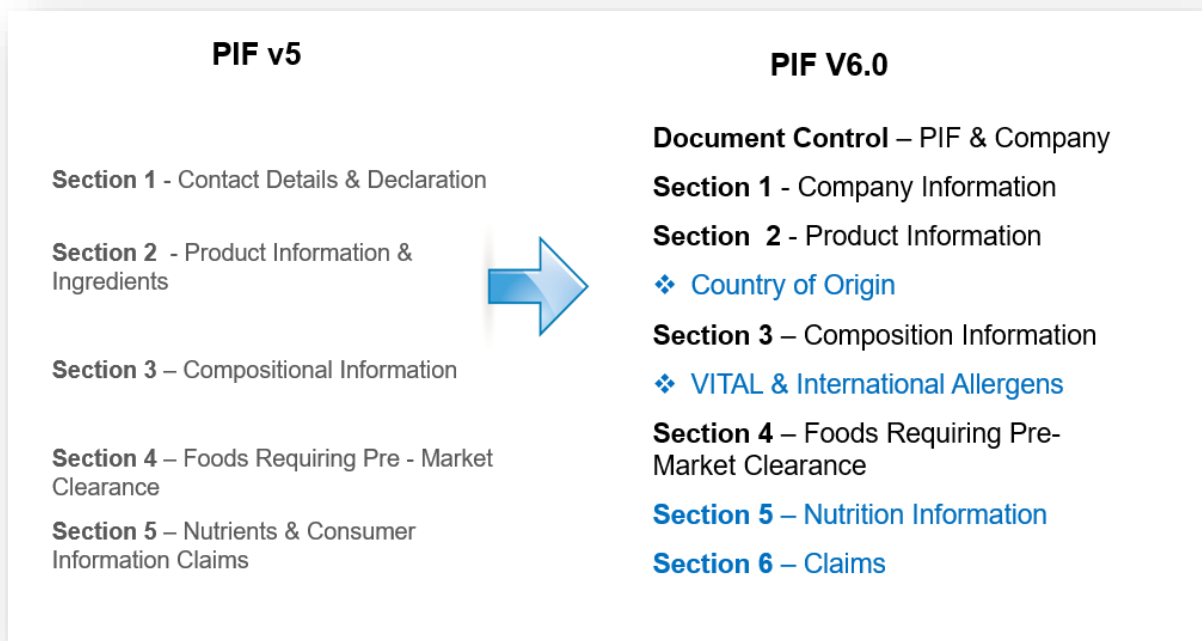 PIF v5
Section 1 - Contact Details & Declaration
Section 2 - Product Information &
Ingredients
Section 3 – Compositional Information
Section 4 – Foods Requiring Pre - Market
Clearance
Section 5 – Nutrients & Consumer
Information Claims
PIF V6.0
Document Control – PIF & Company
Section 1 - Company Information
Section 2 - Product Information
❖ Country of Origin
Section 3 – Composition Information
❖ VITAL & International Allergens
Section 4 – Foods Requiring Pre-
Market Clearance
Section 5 – Nutrition Information
Section 6 – Claims